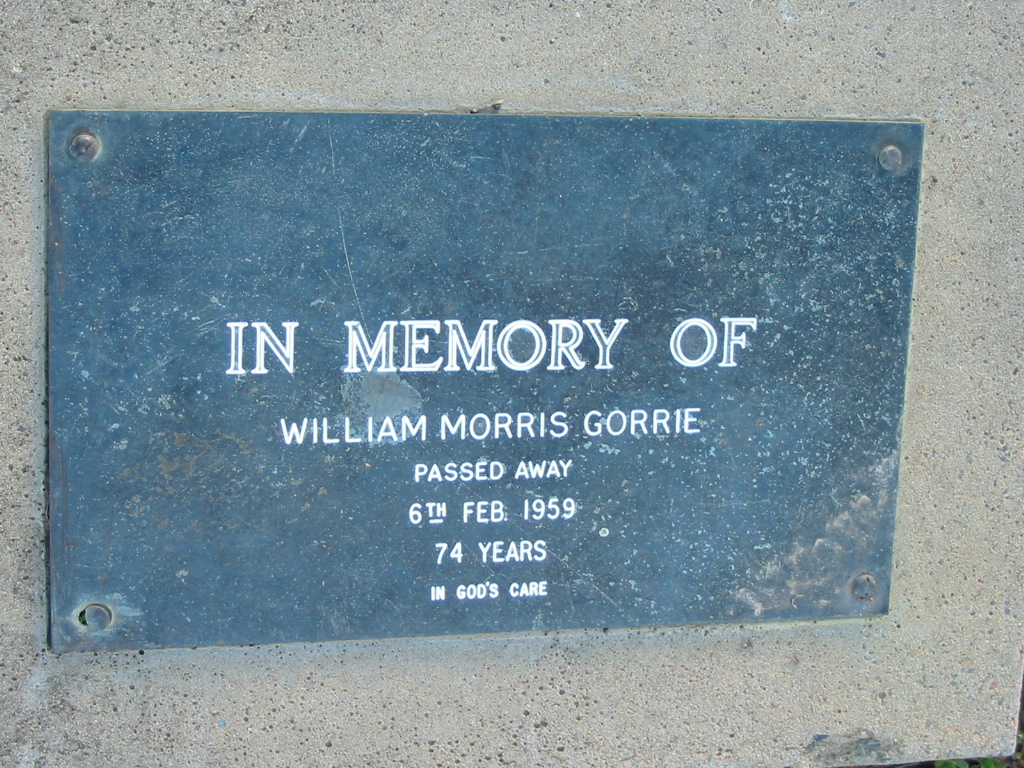 IN MEMORY OF
WILLIAM MORRIS GORRIE
PASSED AWAY
6TH FEB. 1959
74 YEARS
IN GOD'S CARE